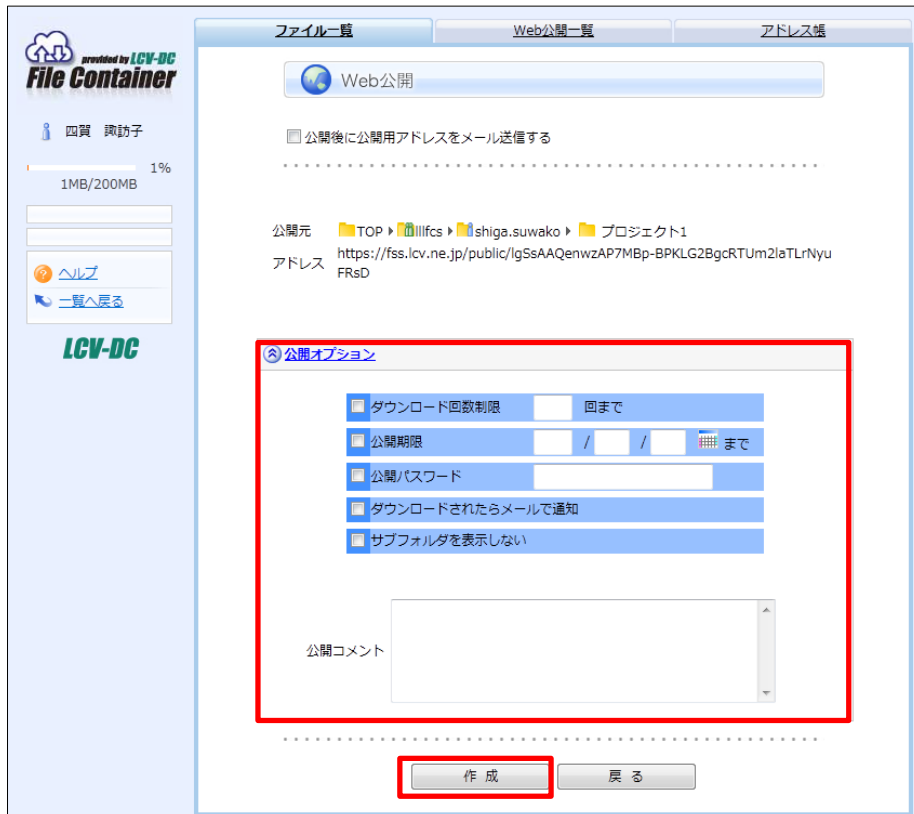 ファイル一覧
Web公開一覧
アドレス帳
provided by LCV-DC
File Container
四賀 諏訪子
1%
1MB/200MB
ヘルプ
一覧へ戻る
LCV-DC
Web公開
公開後に公開用アドレスをメール送信する
公開元 TOP lllfcs shiga.suwako プロジェクト1
アドレス https://fss.lcv.ne.jp/public/lgSsAAQenwzAP7MBp-BPKLG2BgcRTUm2laTLrNyu
FRsD
公開オプション
ダウンロード回数制限 回まで
公開期限 / / まで
公開パスワード
ダウンロードされたらメールで通知
サブフォルダを表示しない
公開コメント
作 成
戻 る